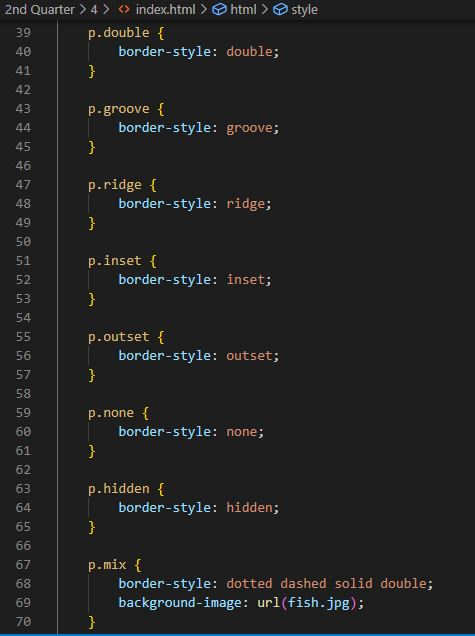 2nd Quarter > 4 > <> index.html > html > style
39 p.double {
40 border-style: double;
41 }
42
43 p.groove {
44 border-style: groove;
45 }
46
47 p.ridge {
48 border-style: ridge;
49 }
50
51 p.inset {
52 border-style: inset;
53 }
54
55 p.outset {
56 border-style: outset;
57 }
58
59 p.none {
60 border-style: none;
61 }
62
63 p.hidden {
64 border-style: hidden;
65 }
66
67 p.mix {
68 border-style: dotted dashed solid double;
69 background-image: url(fish.jpg);
70 }